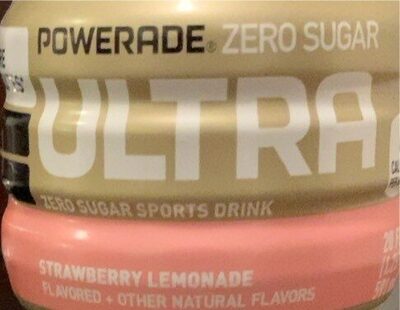 POWERADE® ZERO SUGAR
ULTRA
ZERO SUGAR SPORTS DRINK
STRAWBERRY LEMONADE
FLAVORED + OTHER NATURAL FLAVORS